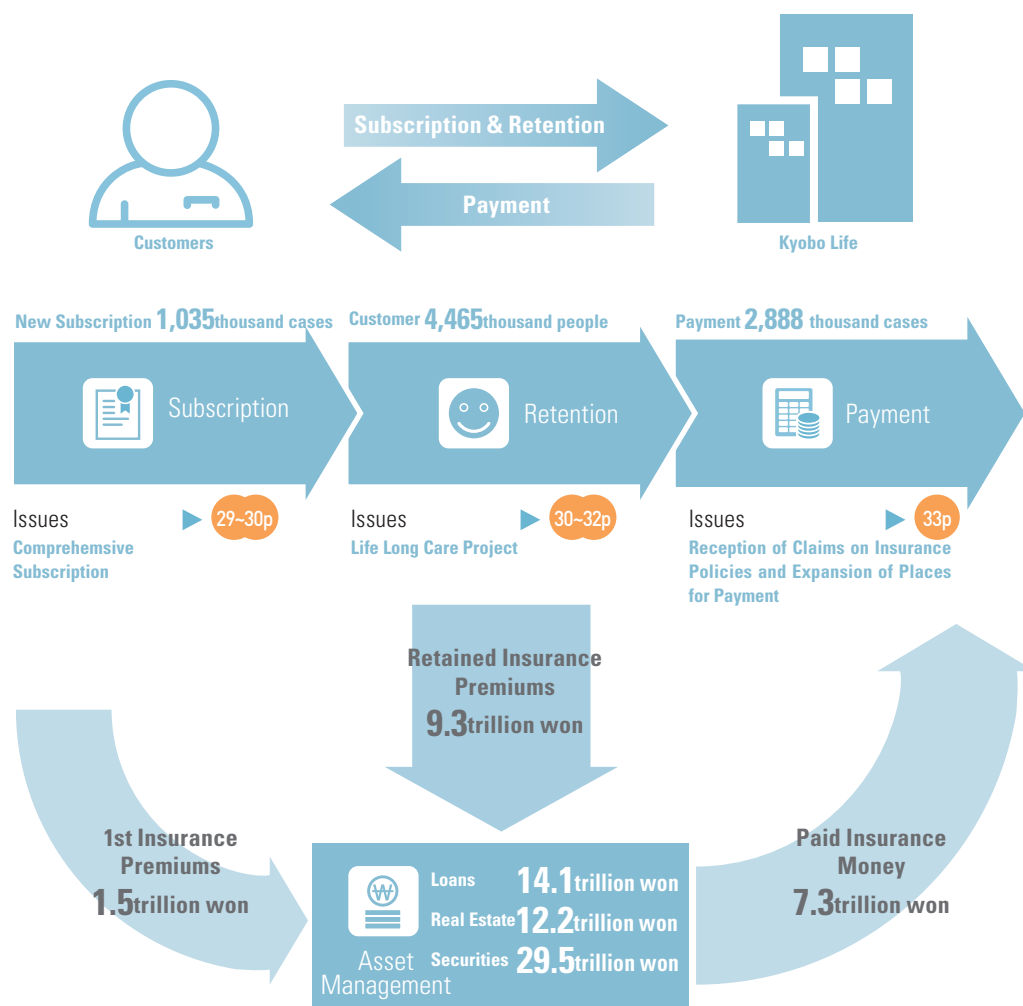 Subscription & Retention
Payment
Customers
Kyobo Life
New Subscription 1,035thousand cases
Customer 4,465thousand people
Payment 2,888 thousand cases
Subscription
Retention
Payment
Issues
29~30p
Comprehemsive
Subscription
Issues
30~32p
Life Long Care Project
Issues
33p
Reception of Claims on Insurance
Policies and Expansion of Places
for Payment
Retained Insurance
Premiums
9.3trillion won
1st Insurance
Premiums
1.5trillion won
Paid Insurance
Money
7.3trillion won
Loans 14.1trillion won
Real Estate 12.2trillion won
Securities 29.5trillion won
₩
Asset
Management